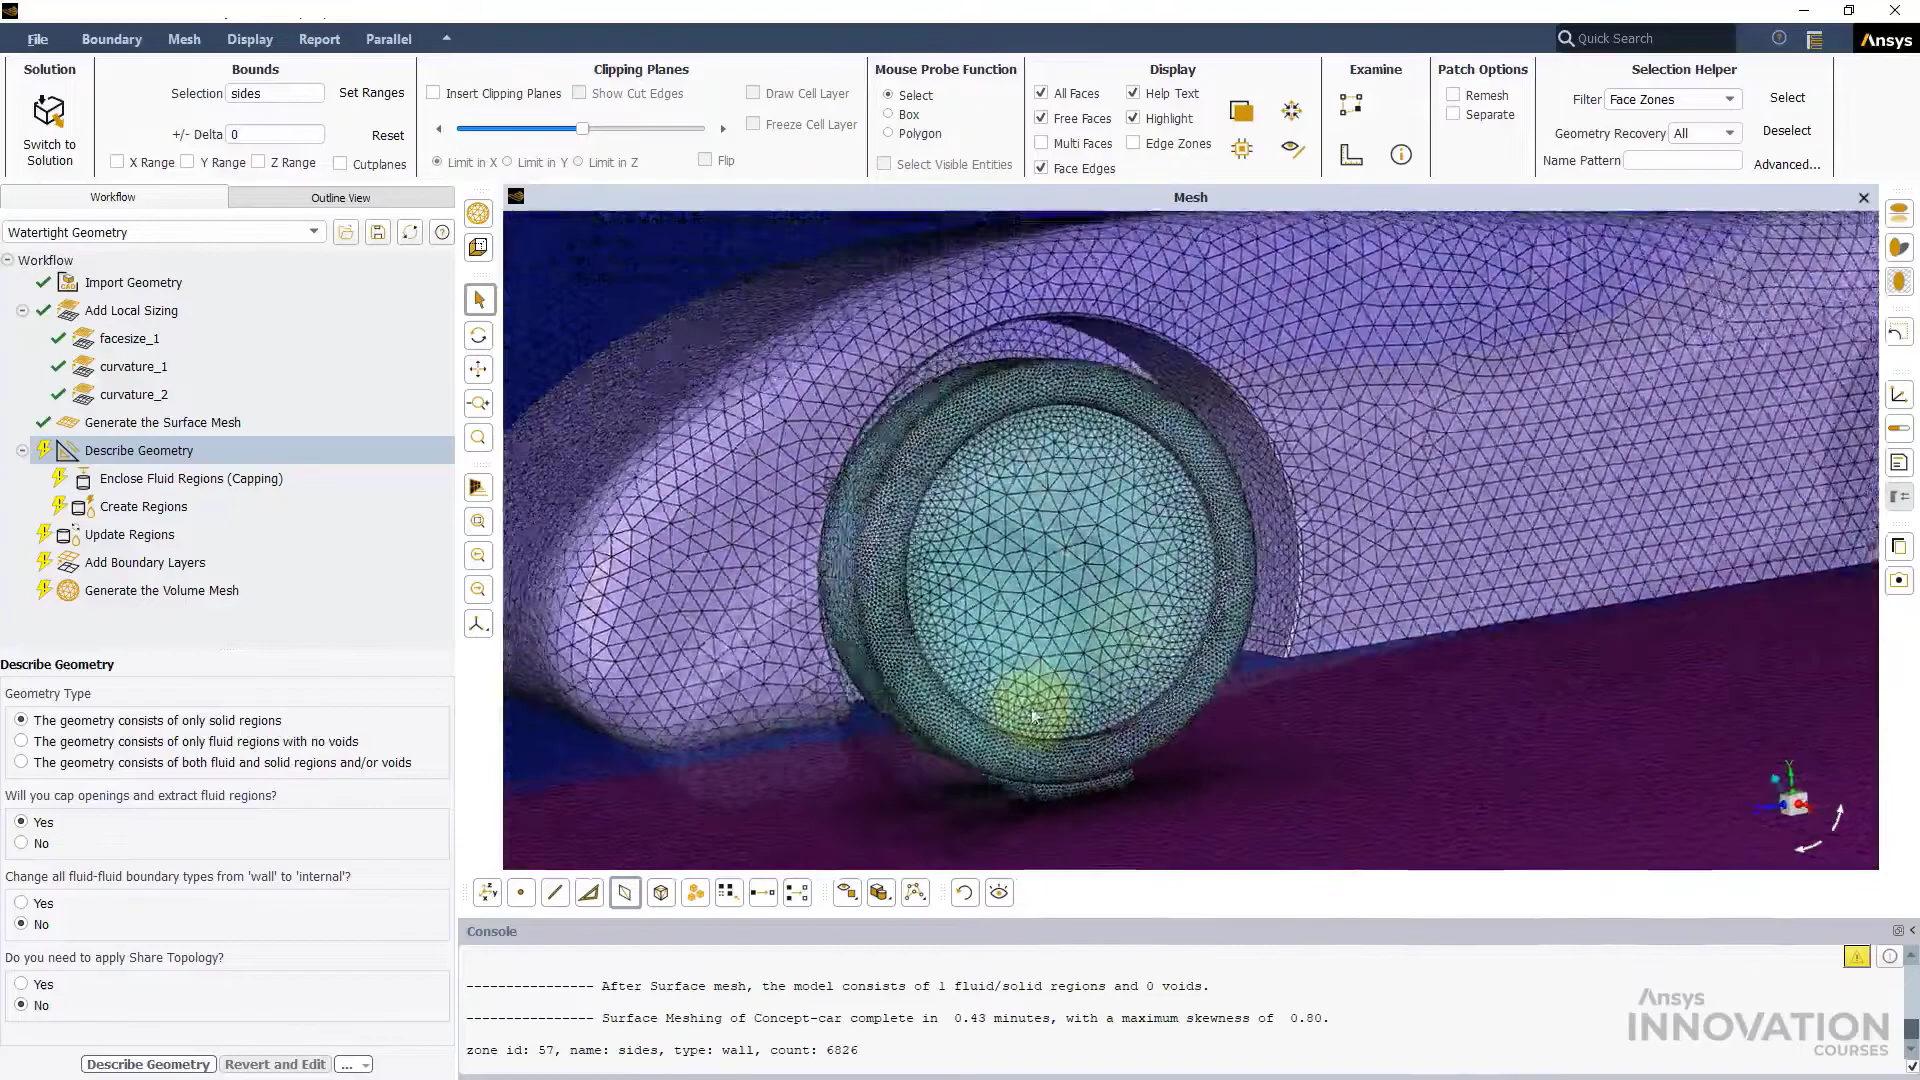 File
Boundary
Mesh
Display
Report
Parallel
Quick Search
Ansys
Solution
Switch to
Solution
Bounds
Selection sides Set Ranges
+/- Delta 0 Reset
X Range Y Range Z Range Cutplanes
Clipping Planes
Insert Clipping Planes Show Cut Edges Draw Cell Layer
Freeze Cell Layer
Limit in X Limit in Y Limit in Z Flip
Mouse Probe Function
Select
Box
Polygon
Select Visible Entities
Display
All Faces Help Text
Free Faces Highlight
Multi Faces Edge Zones
Face Edges
Examine
Patch Options
Remesh
Separate
Selection Helper
Filter Face Zones Select
Geometry Recovery All Deselect
Name Pattern Advanced...
Workflow
Outline View
Watertight Geometry
Workflow
Import Geometry
Add Local Sizing
facesize_1
curvature_1
curvature_2
Generate the Surface Mesh
Describe Geometry
Enclose Fluid Regions (Capping)
Create Regions
Update Regions
Add Boundary Layers
Generate the Volume Mesh
Describe Geometry
Geometry Type
The geometry consists of only solid regions
The geometry consists of only fluid regions with no voids
The geometry consists of both fluid and solid regions and/or voids
Will you cap openings and extract fluid regions?
Yes
No
Change all fluid-fluid boundary types from 'wall' to 'internal'?
Yes
No
Do you need to apply Share Topology?
Yes
No
Describe Geometry Revert and Edit ...
Mesh
Y
Console
---------------- After Surface mesh, the model consists of 1 fluid/solid regions and 0 voids.
---------------- Surface Meshing of Concept-car complete in 0.43 minutes, with a maximum skewness of 0.80.
zone id: 57, name: sides, type: wall, count: 6826
Ansys
INNOVATION
COURSES